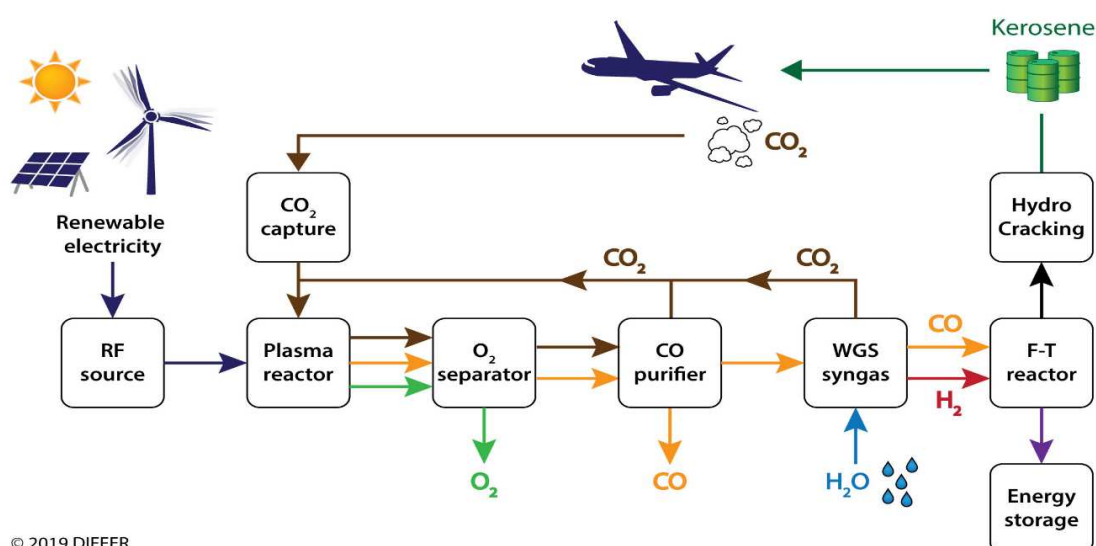 Kerosene
CO₂
CO₂
capture
Hydro
Cracking
Renewable
electricity
CO₂
CO₂
RF
source
Plasma
reactor
O₂
separator
CO
purifier
WGS
syngas
CO
H₂
F-T
reactor
O₂
CO
H₂O
Energy
storage
© 2019 DIFFER